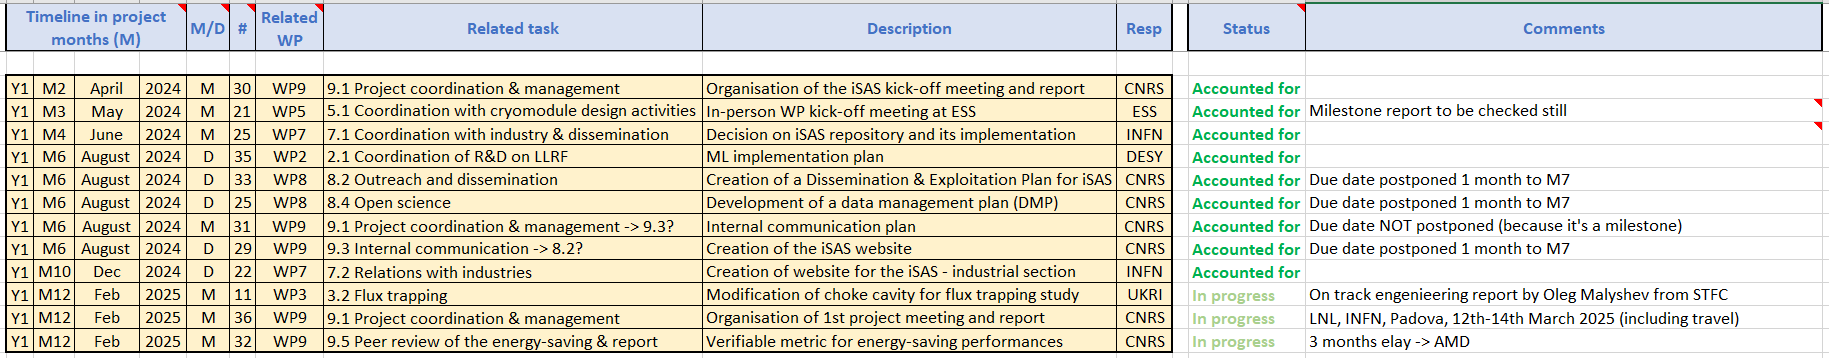 Timeline in project months (M) M/D # Related WP Related task Description Resp Status Comments
Y1 M2 April 2024 M 30 WP9 9.1 Project coordination & management Organisation of the iSAS kick-off meeting and report CNRS Accounted for
Y1 M3 May 2024 M 21 WP5 5.1 Coordination with cryomodule design activities In-person WP kick-off meeting at ESS ESS Accounted for Milestone report to be checked still
Y1 M4 June 2024 M 25 WP7 7.1 Coordination with industry & dissemination Decision on iSAS repository and its implementation INFN Accounted for
Y1 M6 August 2024 D 35 WP2 2.1 Coordination of R&D on LLRF ML implementation plan DESY Accounted for
Y1 M6 August 2024 D 33 WP8 8.2 Outreach and dissemination Creation of a Dissemination & Exploitation Plan for iSAS CNRS Accounted for Due date postponed 1 month to M7
Y1 M6 August 2024 D 25 WP8 8.4 Open science Development of a data management plan (DMP) CNRS Accounted for Due date postponed 1 month to M7
Y1 M6 August 2024 M 31 WP9 9.1 Project coordination & management -> 9.3? Internal communication plan CNRS Accounted for Due date NOT postponed (because it's a milestone)
Y1 M6 August 2024 D 29 WP9 9.3 Internal communication -> 8.2? Creation of the iSAS website CNRS Accounted for Due date postponed 1 month to M7
Y1 M10 Dec 2024 D 22 WP7 7.2 Relations with industries Creation of website for the iSAS - industrial section INFN Accounted for
Y1 M12 Feb 2025 M 11 WP3 3.2 Flux trapping Modification of choke cavity for flux trapping study UKRI In progress On track engenieering report by Oleg Malyshev from STFC
Y1 M12 Feb 2025 M 36 WP9 9.1 Project coordination & management Organisation of 1st project meeting and report CNRS In progress LNL, INFN, Padova, 12th-14th March 2025 (including travel)
Y1 M12 Feb 2025 M 32 WP9 9.5 Peer review of the energy-saving & report Verifiable metric for energy-saving performances CNRS In progress 3 months elay -> AMD